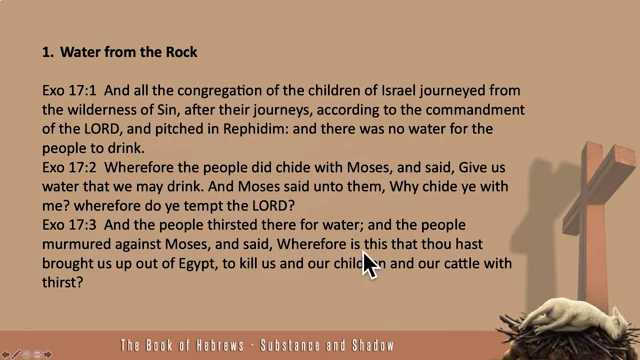 1. Water from the Rock
Exo 17:1 And all the congregation of the children of Israel journeyed from
the wilderness of Sin, after their journeys, according to the commandment
of the LORD, and pitched in Rephidim: and there was no water for the
people to drink.
Exo 17:2 Wherefore the people did chide with Moses, and said, Give us
water that we may drink. And Moses said unto them, Why chide ye with
me? wherefore do ye tempt the LORD?
Exo 17:3 And the people thirsted there for water; and the people
murmured against Moses, and said, Wherefore is this that thou hast
brought us up out of Egypt, to kill us and our children and our cattle with
thirst?
The Book of Hebrews - Substance and Shadow